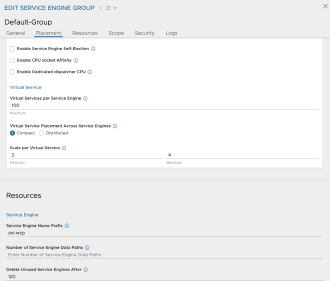 EDIT SERVICE ENGINE GROUP
Default-Group
General Placement Resources Scope Security Logs
Enable Service Engine Self-Election
Enable CPU socket Affinity
Enable Dedicated dispatcher CPU
Virtual Service
Virtual Services per Service Engine
100
Maximum
Virtual Service Placement Across Service Engines
Compact Distributed
Scale per Virtual Service
2 4
Minimum Maximum
Resources
Service Engine
Service Engine Name Prefix
avi-wcp
Number of Service Engine Data Paths
Enter Number of Service Engine Data Paths
Delete Unused Service Engines After
120